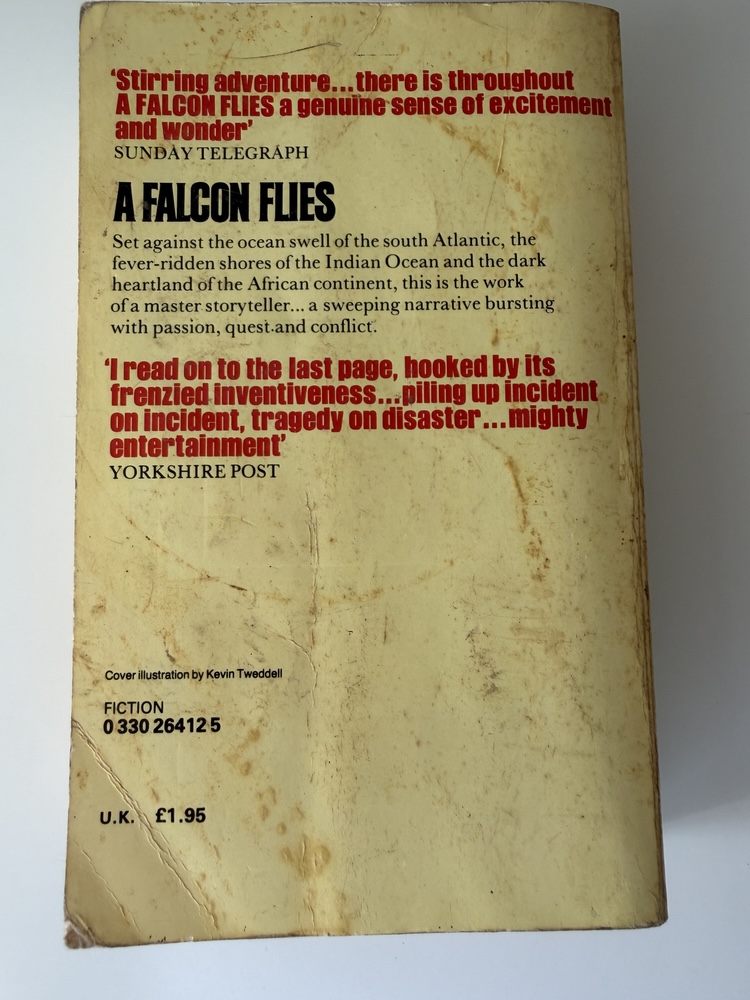 ‘Stirring adventure...there is throughout
A FALCON FLIES a genuine sense of excitement
and wonder’
SUNDAY TELEGRAPH
A FALCON FLIES
Set against the ocean swell of the south Atlantic, the
fever-ridden shores of the Indian Ocean and the dark
heartland of the African continent, this is the work
of a master storyteller... a sweeping narrative bursting
with passion, quest and conflict.
‘I read on to the last page, hooked by its
frenzied inventiveness...piling up incident
on incident, tragedy on disaster...mighty
entertainment’
YORKSHIRE POST
Cover illustration by Kevin Tweddell
FICTION
0 330 26412 5
U.K. £1.95